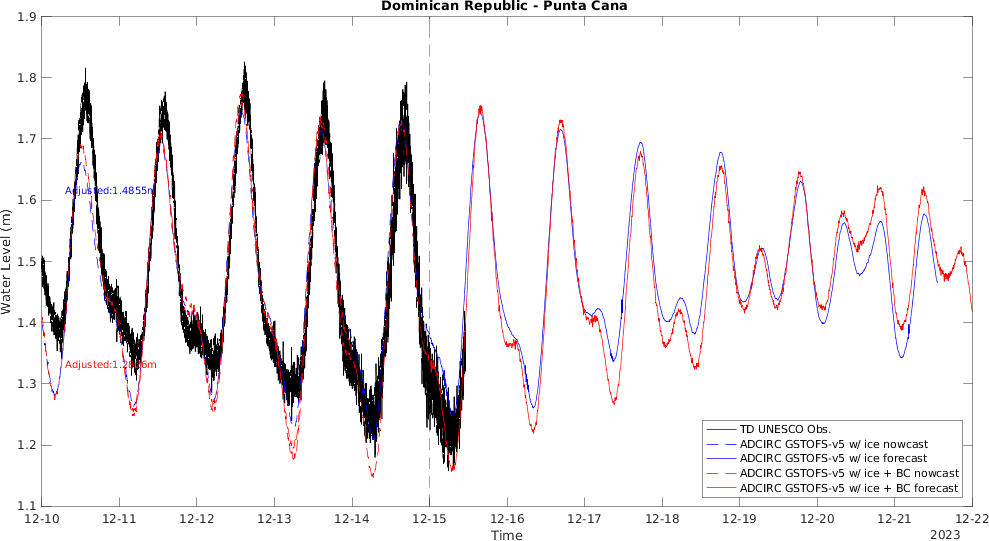 Dominican Republic - Punta Cana
1.9
1.8
1.7
1.6
1.5
1.4
1.3
1.2
1.1
Water Level (m)
Adjusted:1.4855m
TD UNESCO Obs.
ADCIRC GSTOFS-v5 w/ ice nowcast
ADCIRC GSTOFS-v5 w/ ice forecast
ADCIRC GSTOFS-v5 w/ ice + BC nowcast
ADCIRC GSTOFS-v5 w/ ice + BC forecast
12-10 12-11 12-12 12-13 12-14 12-15 12-16 12-17 12-18 12-19 12-20 12-21 12-22
Time
2023